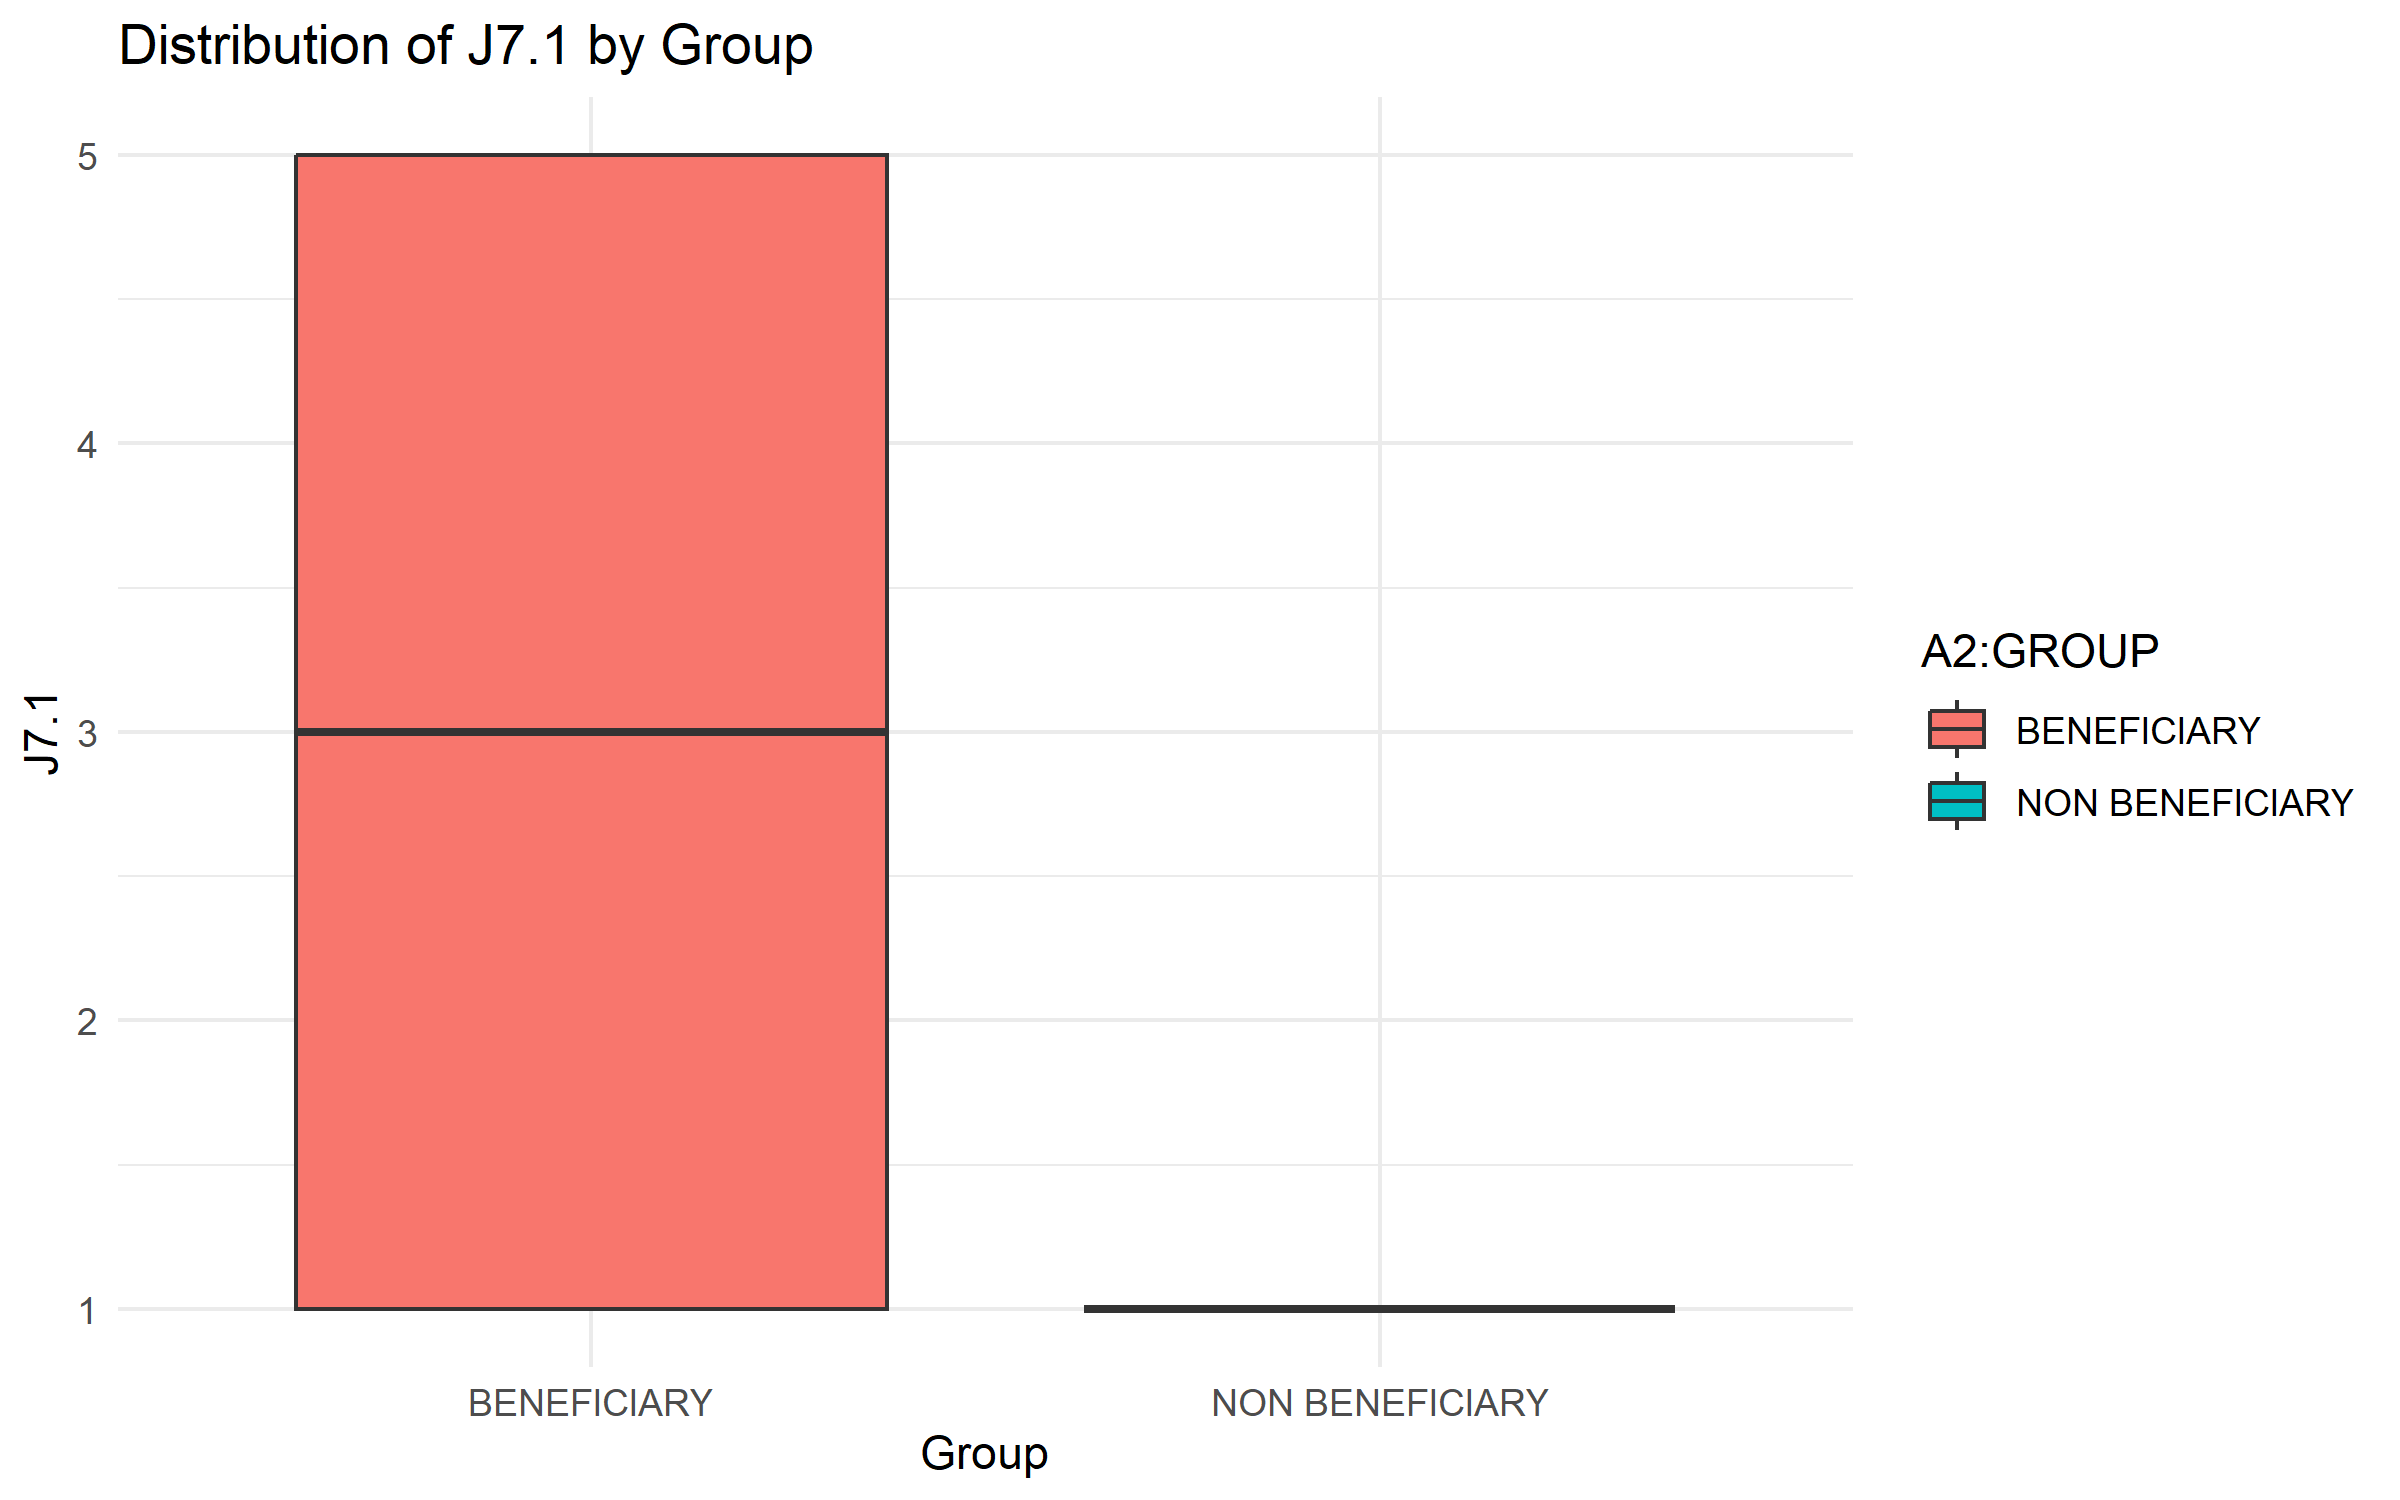 Distribution of J7.1 by Group
J7.1
5
4
3
2
1
BENEFICIARY
NON BENEFICIARY
Group
A2:GROUP
BENEFICIARY
NON BENEFICIARY